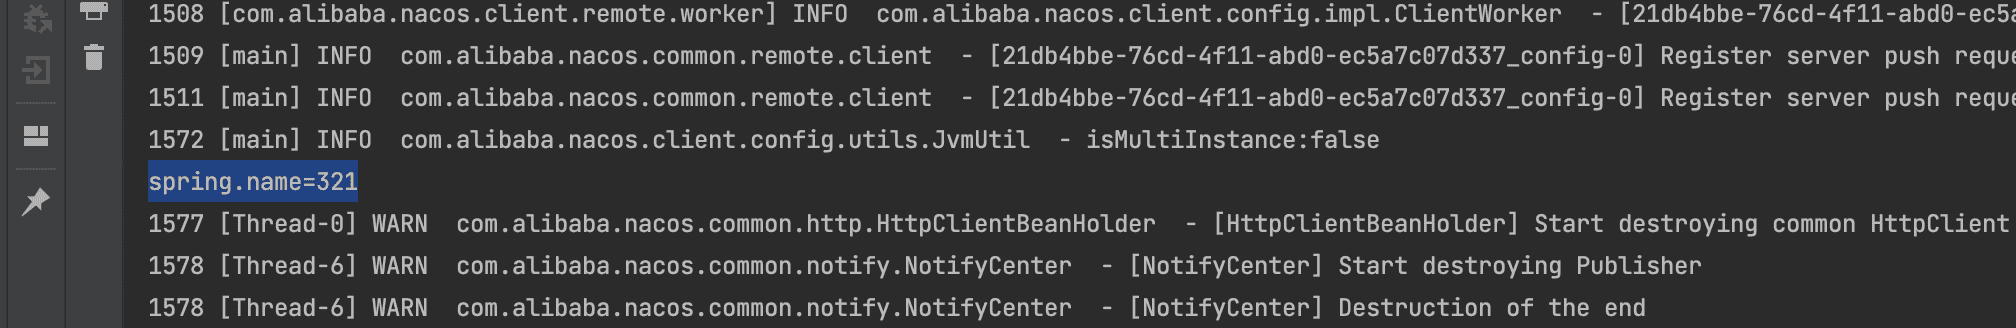 1508 [com.alibaba.nacos.client.remote.worker] INFO  com.alibaba.nacos.client.config.impl.ClientWorker  - [21db4bbe-76cd-4f11-abd0-ec5a
1509 [main] INFO  com.alibaba.nacos.common.remote.client  - [21db4bbe-76cd-4f11-abd0-ec5a7c07d337_config-0] Register server push reque
1511 [main] INFO  com.alibaba.nacos.common.remote.client  - [21db4bbe-76cd-4f11-abd0-ec5a7c07d337_config-0] Register server push reque
1572 [main] INFO  com.alibaba.nacos.client.config.utils.JvmUtil  - isMultiInstance:false
spring.name=321
1577 [Thread-0] WARN  com.alibaba.nacos.common.http.HttpClientBeanHolder  - [HttpClientBeanHolder] Start destroying common HttpClient
1578 [Thread-6] WARN  com.alibaba.nacos.common.notify.NotifyCenter  - [NotifyCenter] Start destroying Publisher
1578 [Thread-6] WARN  com.alibaba.nacos.common.notify.NotifyCenter  - [NotifyCenter] Destruction of the end